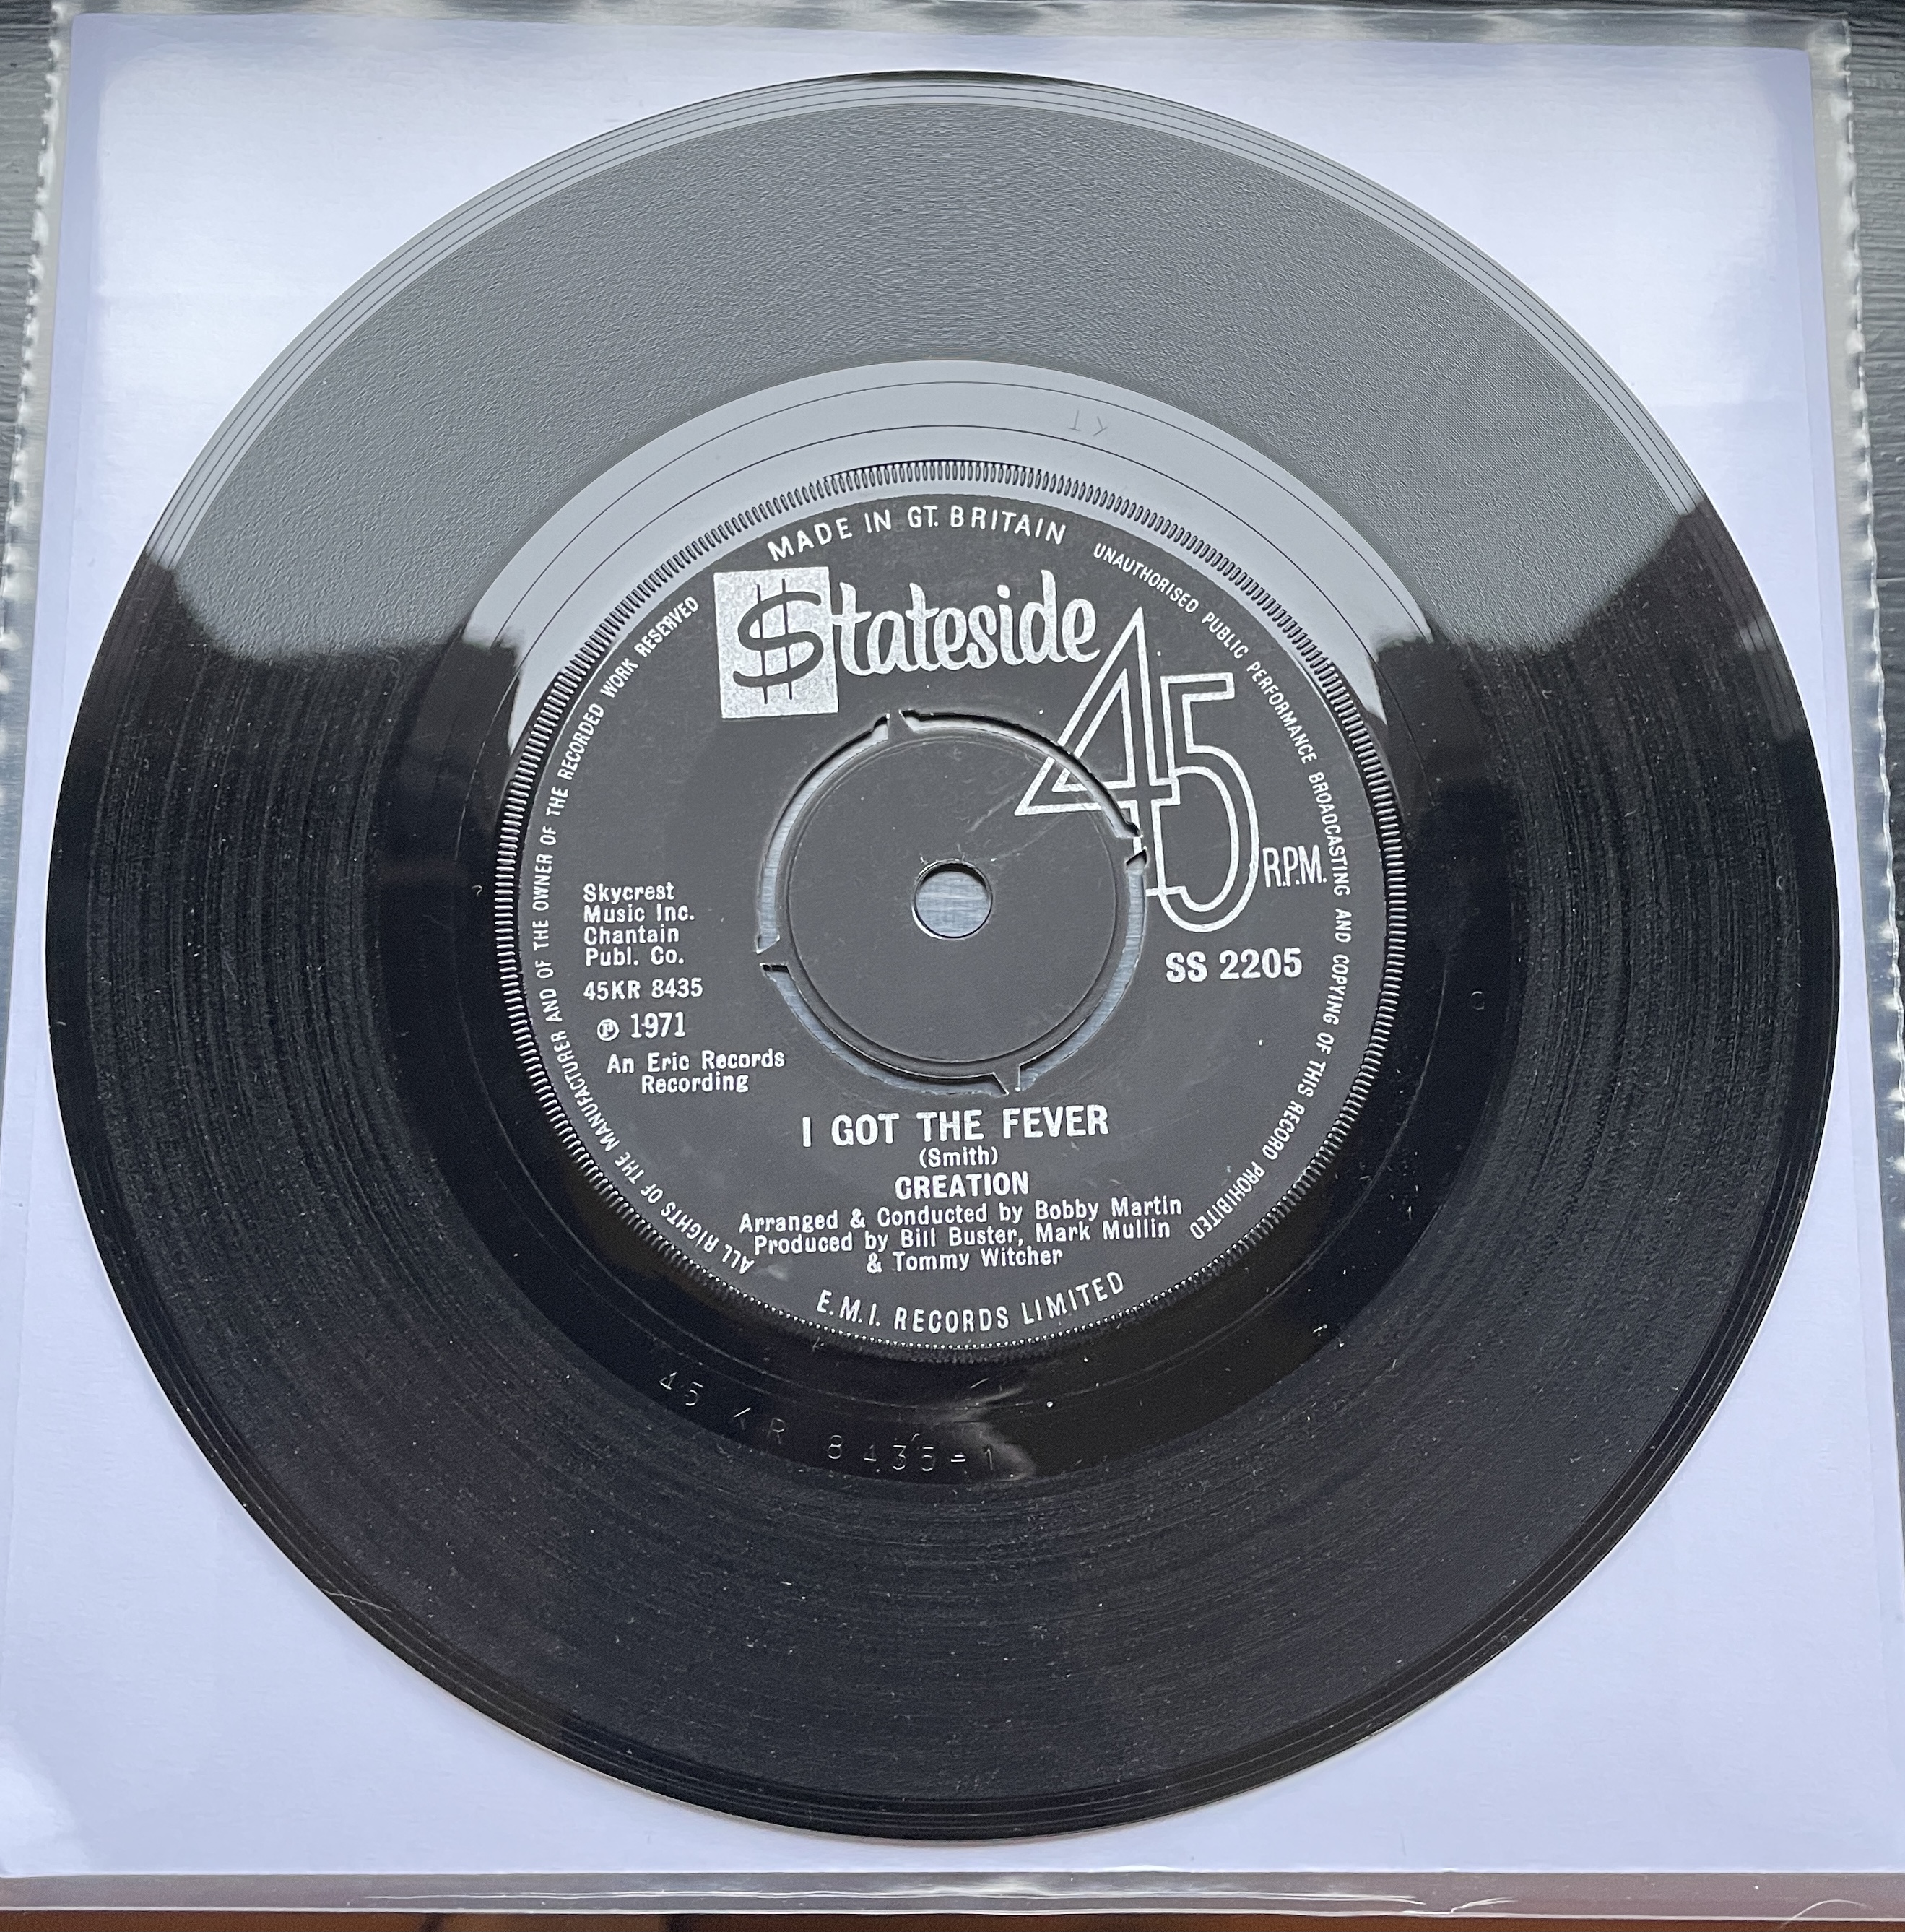 MADE IN GT. BRITAIN
UNAUTHORISED PUBLIC PERFORMANCE BROADCASTING AND COPYING OF THIS RECORD PROHIBITED
ALL RIGHTS OF THE MANUFACTURER AND OF THE OWNER OF THE RECORDED WORK RESERVED
$tateside
45
R.P.M.
Skycrest
Music Inc.
Chantain
Publ. Co.
45KR 8435
℗ 1971
An Eric Records
Recording
SS 2205
I GOT THE FEVER
(Smith)
CREATION
Arranged & Conducted by Bobby Martin
Produced by Bill Buster, Mark Mullin
& Tommy Witcher
E.M.I. RECORDS LIMITED
45 KR 8435-1